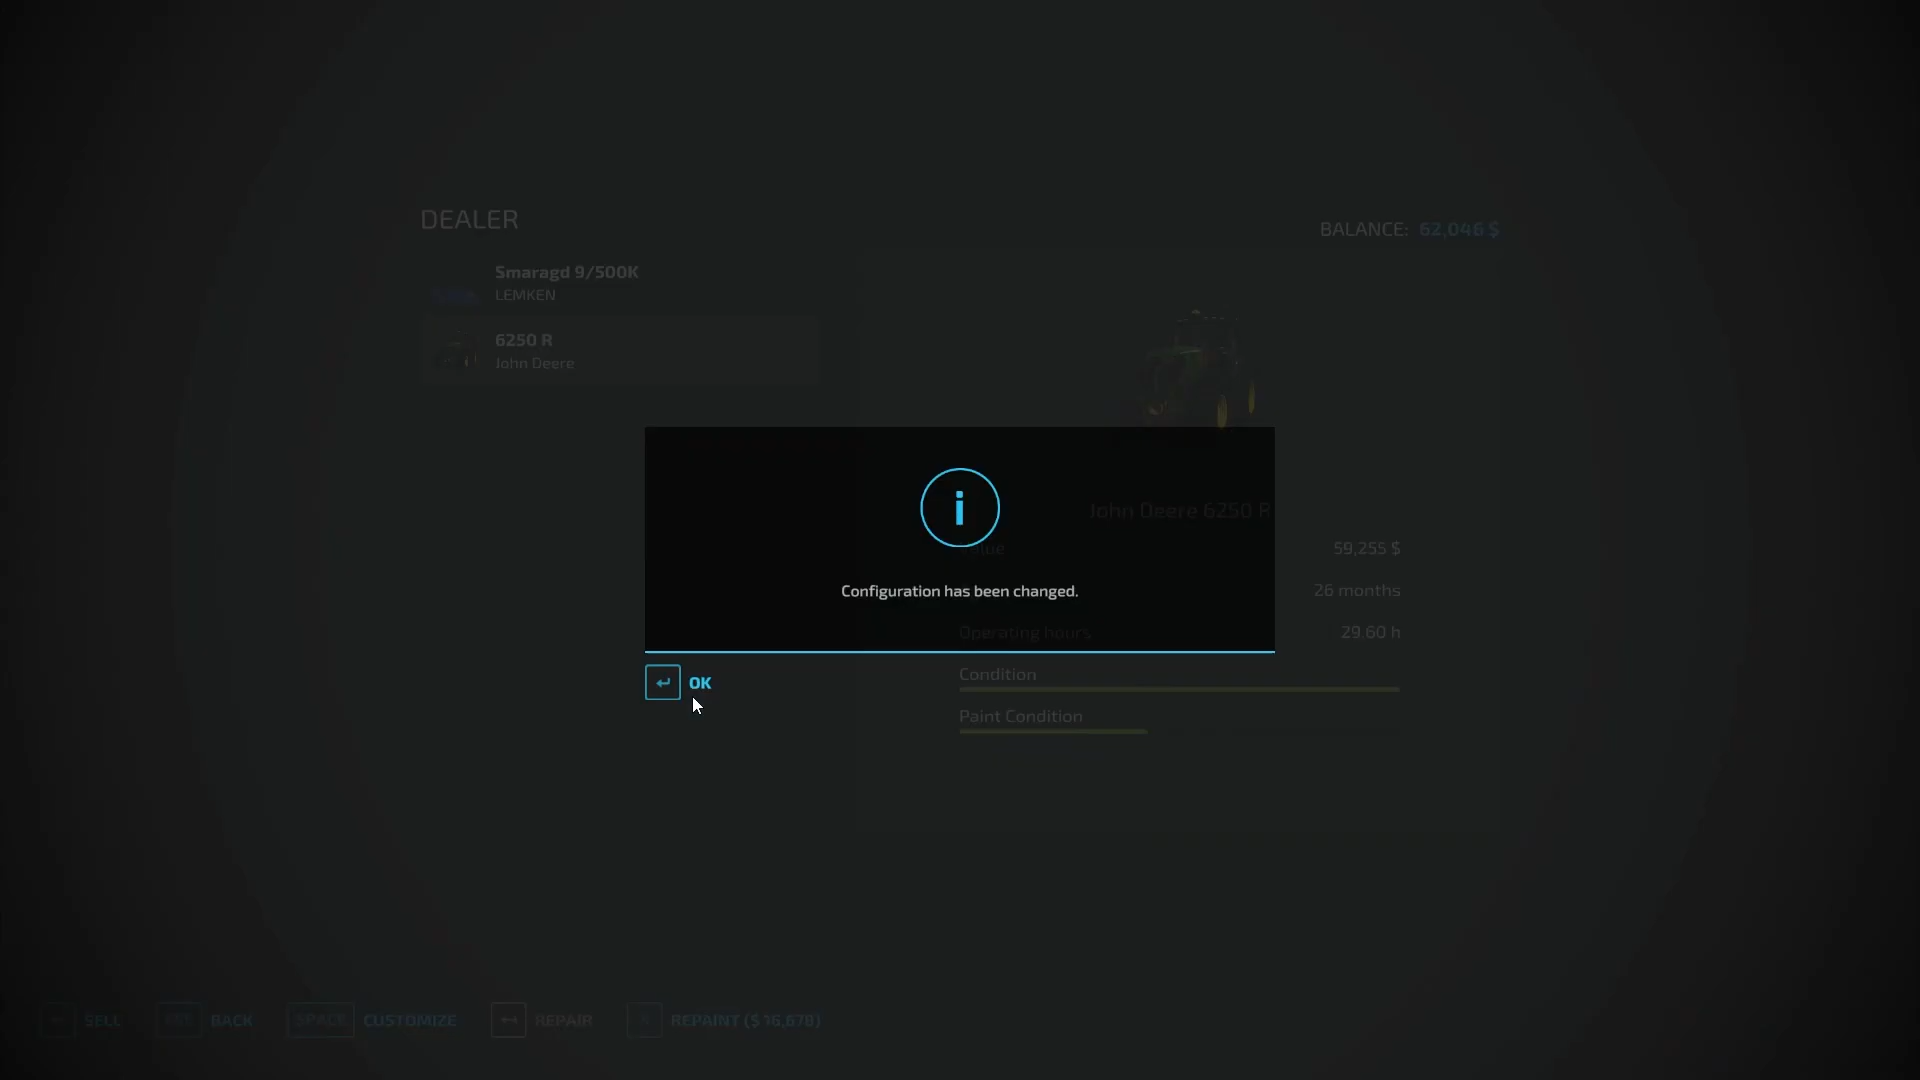 DEALER
BALANCE: 62,046 $
Smaragd 9/500K
LEMKEN
6250 R
John Deere
John Deere 6250 R
59,255 $
Configuration has been changed.
26 months
Operating hours
29.60 h
OK
Condition
Paint Condition
SELL
ESC BACK
SPACE CUSTOMIZE
REPAIR
REPAINT ($ 16,678)